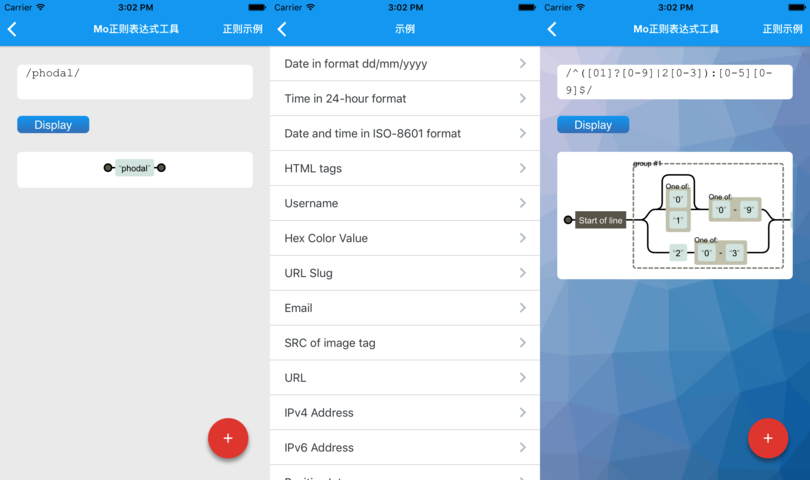 Carrier 3:02 PM
Mo正则表达式工具 正则示例
/phodal/
Display
"phodal"
+
Carrier 3:02 PM
示例
Date in format dd/mm/yyyy
Time in 24-hour format
Date and time in ISO-8601 format
HTML tags
Username
Hex Color Value
URL Slug
Email
SRC of image tag
URL
IPv4 Address
IPv6 Address
Carrier 3:02 PM
Mo正则表达式工具 正则示例
/^([01]?[0-9]|2[0-3]):[0-5][0-
9]$/
Display
group #1
One of:
"0"
"1"
One of:
"0" - "9"
Start of line
"2"
One of:
"0" - "3"
+